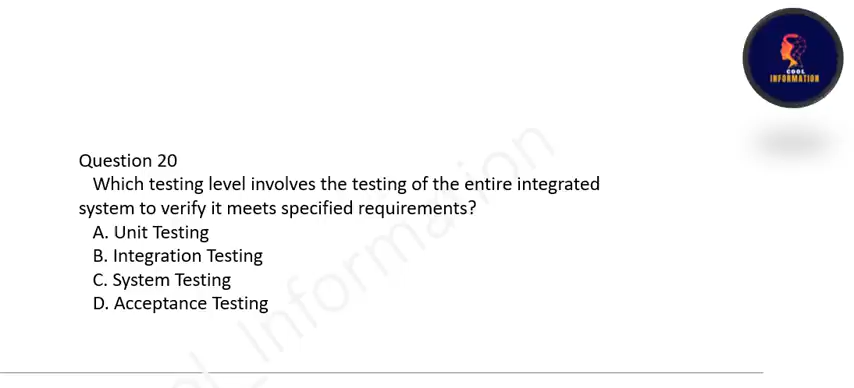 COOL
INFORMATION
Question 20
Which testing level involves the testing of the entire integrated
system to verify it meets specified requirements?
A. Unit Testing
B. Integration Testing
C. System Testing
D. Acceptance Testing
ol_Information